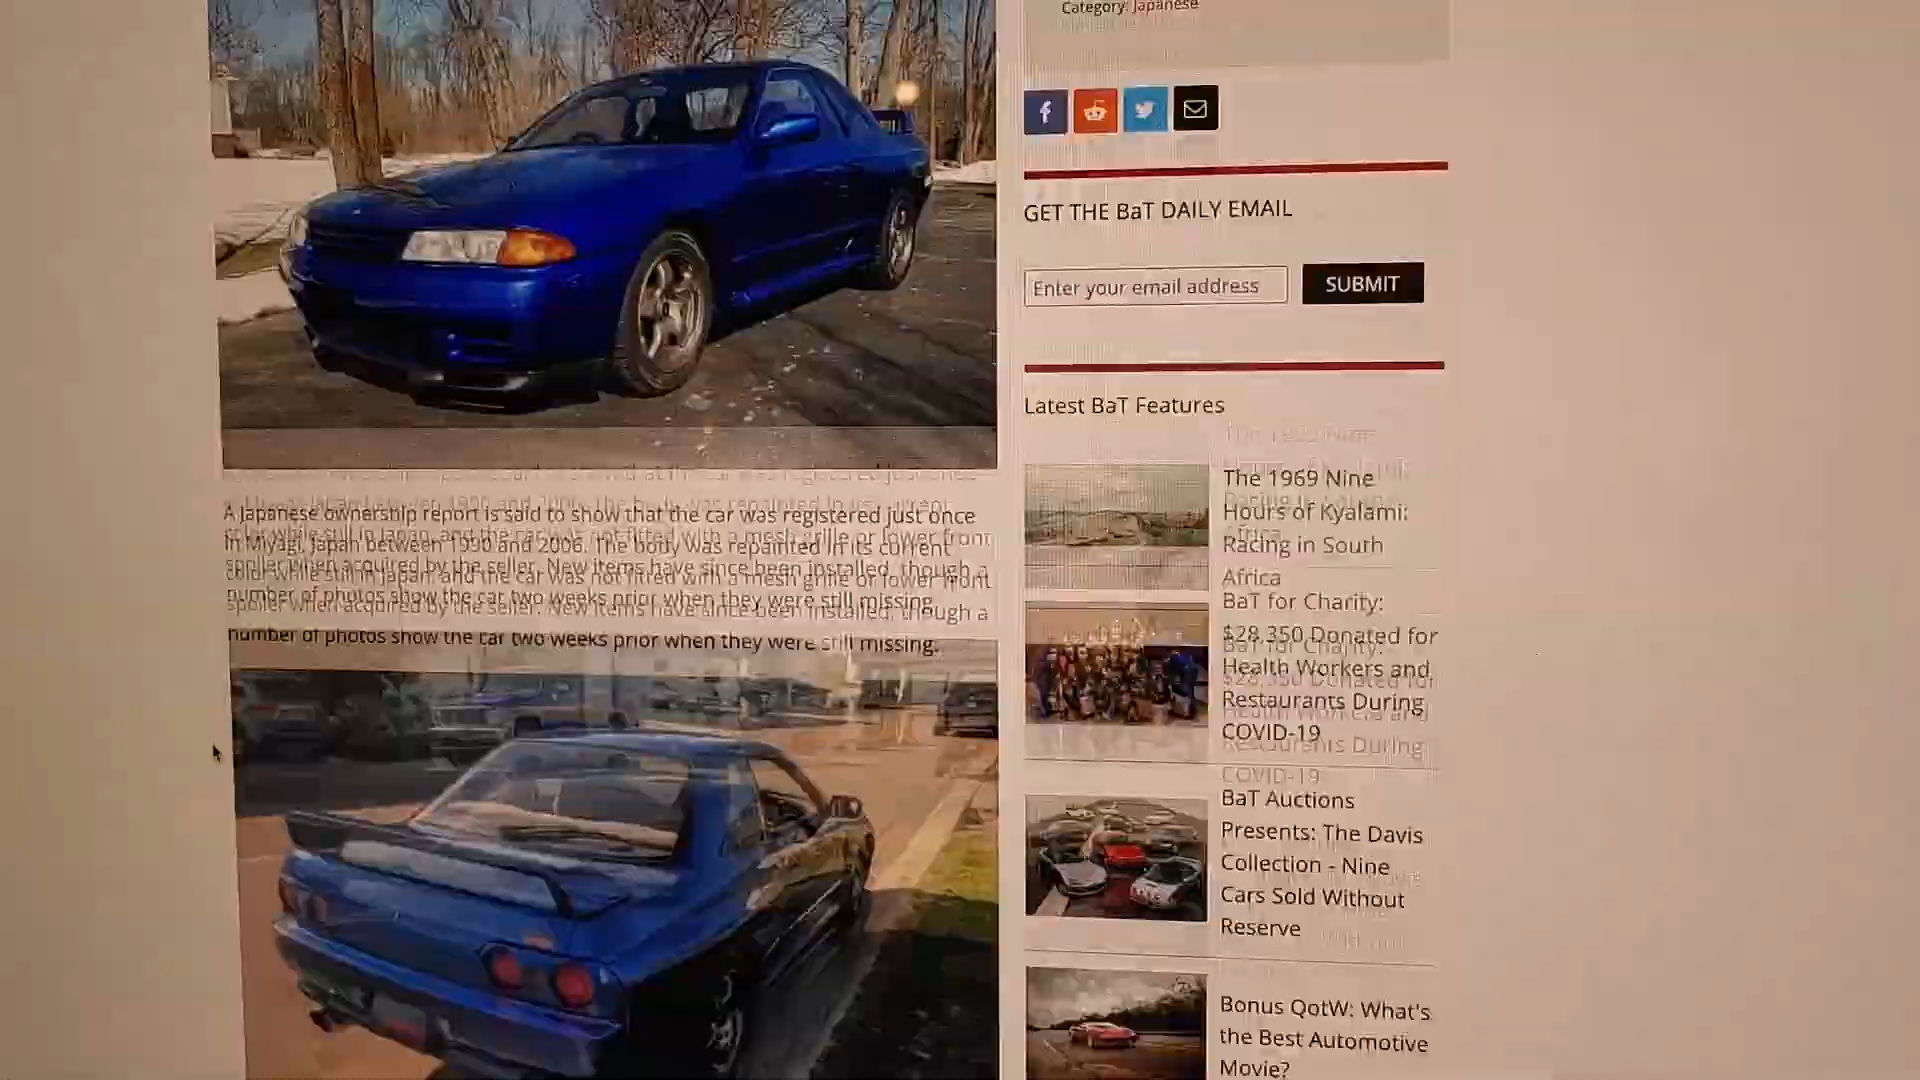 Category: Japanese
GET THE BaT DAILY EMAIL
Enter your email address
SUBMIT
Latest BaT Features
A Japanese ownership report is said to show that the car was registered just once
in Miyagi, Japan between 1990 and 2006. The body was repainted in its current
color while still in Japan, and the car was not fitted with a mesh grille or lower front
spoiler when acquired by the seller. New items have since been installed, though a
number of photos show the car two weeks prior when they were still missing.
The 1969 Nine
Hours of Kyalami:
Racing in South
Africa
BaT for Charity:
$28,350 Donated for
Health Workers and
Restaurants During
COVID-19
BaT Auctions
Presents: The Davis
Collection - Nine
Cars Sold Without
Reserve
Bonus QotW: What's
the Best Automotive
Movie?